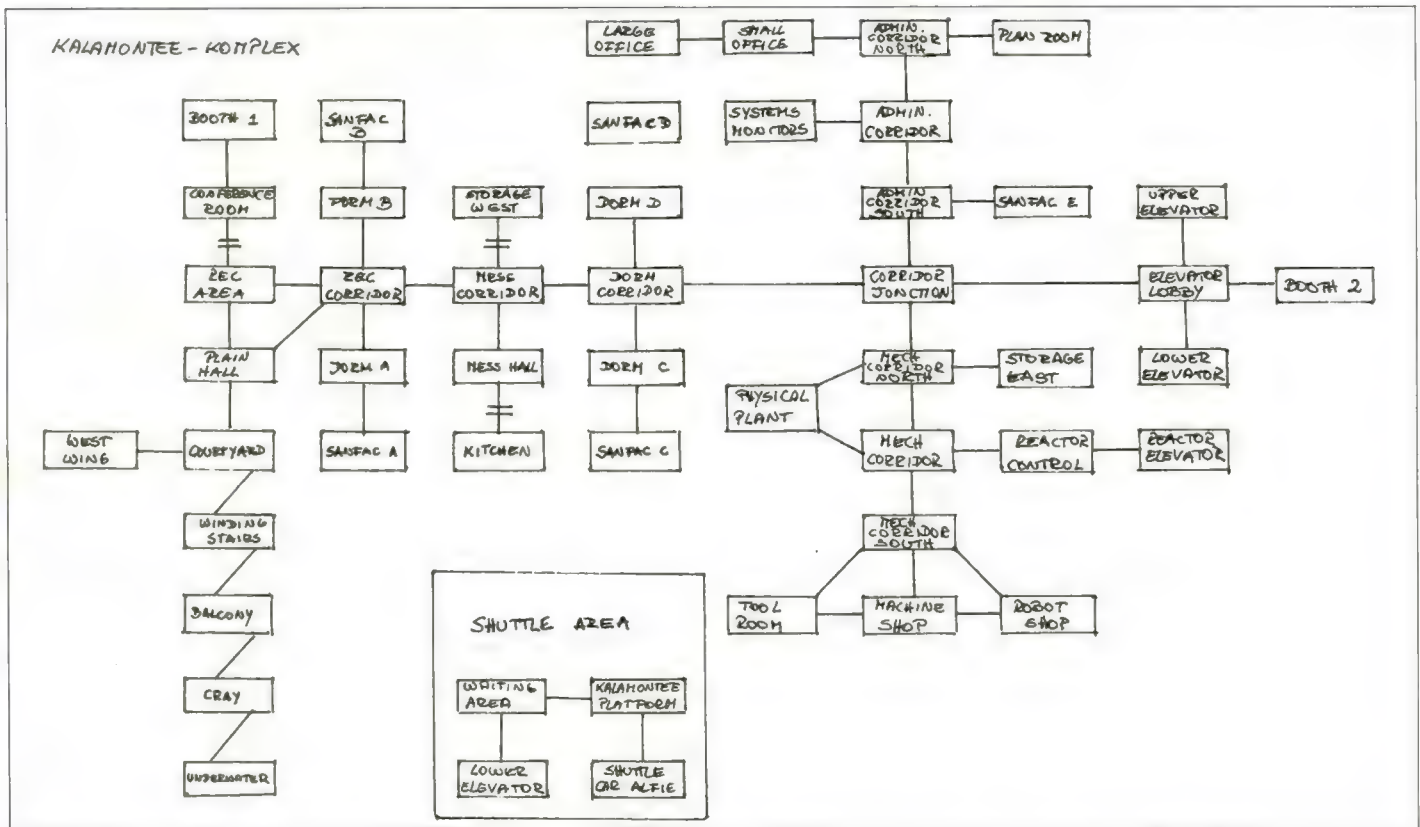 KALAMONTEE - KOMPLEX
LARGE
OFFICE
SMALL
OFFICE
ADMIN.
CORRIDOR
NORTH
PLAN ROOM
BOOTH 1
SANFAC
B
SANFAC D
SYSTEMS
MONITORS
ADMIN.
CORRIDOR
CONFERENCE
ROOM
DORM B
STORAGE
WEST
DORM D
ADMIN
CORRIDOR
SOUTH
SANFAC E
UPPER
ELEVATOR
REC
AREA
REC
CORRIDOR
MESS
CORRIDOR
DORM
CORRIDOR
CORRIDOR
JONCTION
ELEVATOR
LOBBY
BOOTH 2
PLAIN
HALL
DORM A
MESS HALL
DORM C
MECH
CORRIDOR
NORTH
STORAGE
EAST
LOWER
ELEVATOR
PHYSICAL
PLANT
WEST
WING
COURTYARD
SANFAC A
KITCHEN
SANFAC C
MECH
CORRIDOR
REACTOR
CONTROL
REACTOR
ELEVATOR
WINDING
STAIRS
MECH
CORRIDOR
SOUTH
BALCONY
TOOL
ROOM
MACHINE
SHOP
ROBOT
SHOP
CRAY
UNDERWATER
SHUTTLE AREA
WAITING
AREA
KALAMONTEE
PLATFORM
LOWER
ELEVATOR
SHUTTLE
CAR ALFIE